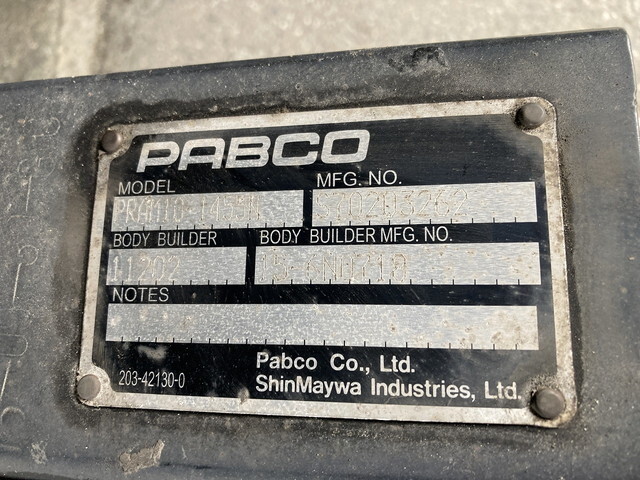 PABCO
MODEL MFG. NO.
BODY BUILDER BODY BUILDER MFG. NO.
11202
NOTES
203-42130-0
Pabco Co., Ltd.
ShinMaywa Industries, Ltd.